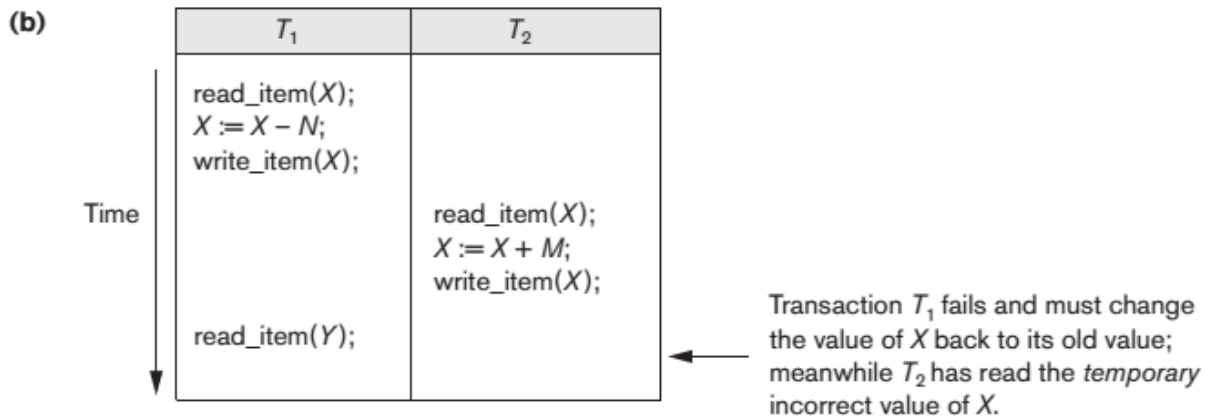 (b)
T₁ T₂
read_item(X);
X := X – N;
write_item(X);
Time
read_item(X);
X := X + M;
write_item(X);
read_item(Y);
Transaction T₁ fails and must change
the value of X back to its old value;
meanwhile T₂ has read the temporary
incorrect value of X.